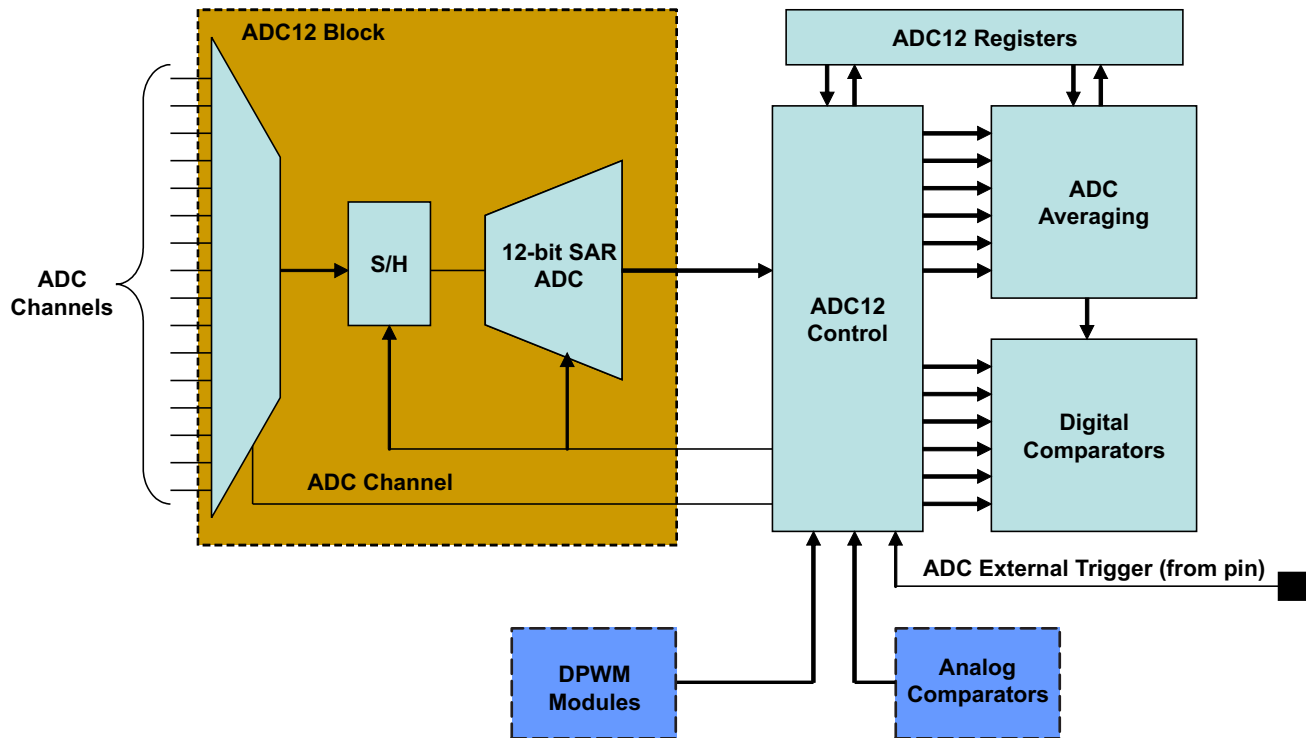 ADC12 Block
ADC12 Registers
ADC
Channels
S/H
12-bit SAR
ADC
ADC12
Control
ADC
Averaging
Digital
Comparators
ADC Channel
ADC External Trigger (from pin)
DPWM
Modules
Analog
Comparators